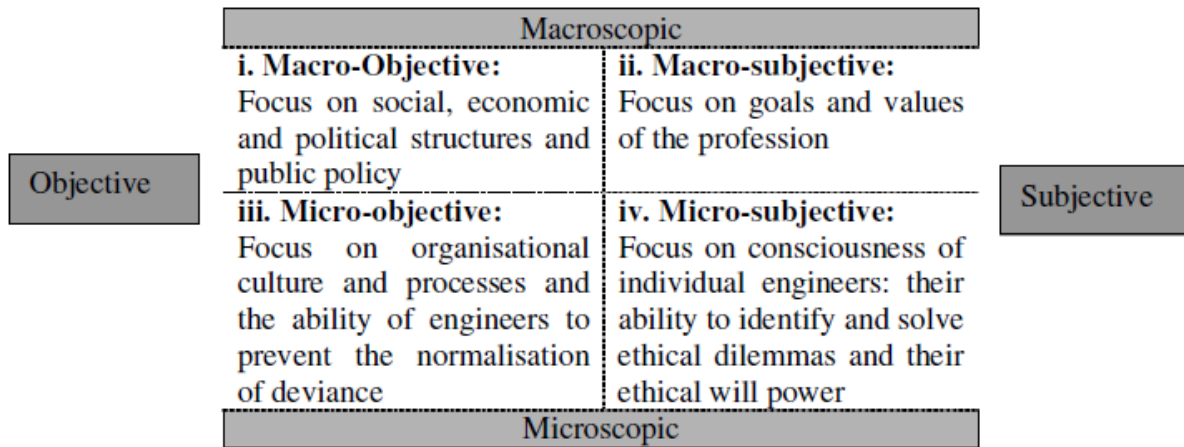 Macroscopic
i. Macro-Objective:
Focus on social, economic
and political structures and
public policy
ii. Macro-subjective:
Focus on goals and values
of the profession
Objective
Subjective
iii. Micro-objective:
Focus on organisational
culture and processes and
the ability of engineers to
prevent the normalisation
of deviance
iv. Micro-subjective:
Focus on consciousness of
individual engineers: their
ability to identify and solve
ethical dilemmas and their
ethical will power
Microscopic